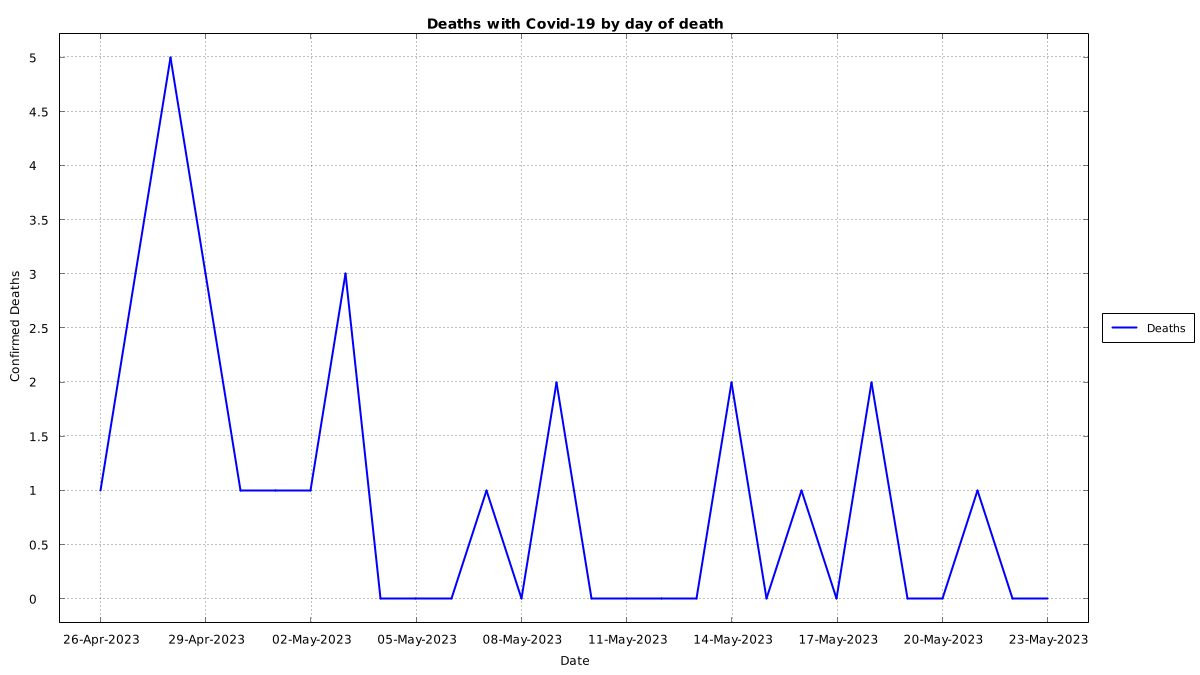 Deaths with Covid-19 by day of death
5
4.5
4
3.5
3
2.5
2
1.5
1
0.5
0
Confirmed Deaths
26-Apr-2023 29-Apr-2023 02-May-2023 05-May-2023 08-May-2023 11-May-2023 14-May-2023 17-May-2023 20-May-2023 23-May-2023
Date
Deaths